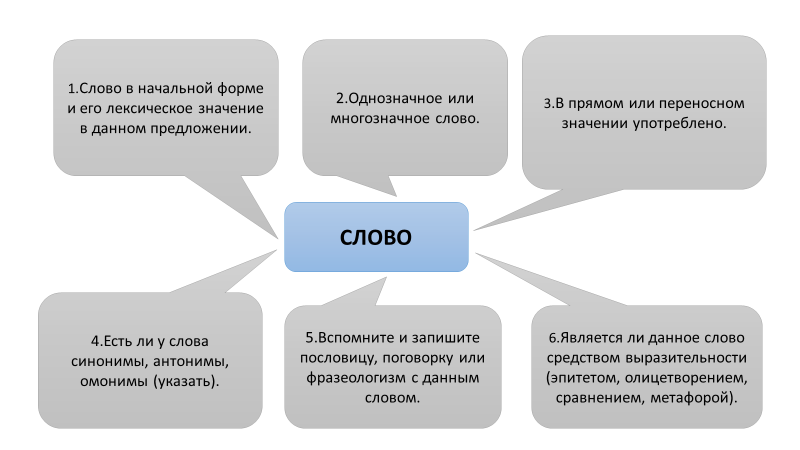 1.Слово в начальной форме
и его лексическое значение
в данном предложении.
2.Однозначное или
многозначное слово.
3.В прямом или переносном
значении употреблено.
СЛОВО
4.Есть ли у слова
синонимы, антонимы,
омонимы (указать).
5.Вспомните и запишите
пословицу, поговорку или
фразеологизм с данным
словом.
6.Является ли данное слово
средством выразительности
(эпитетом, олицетворением,
сравнением, метафорой).